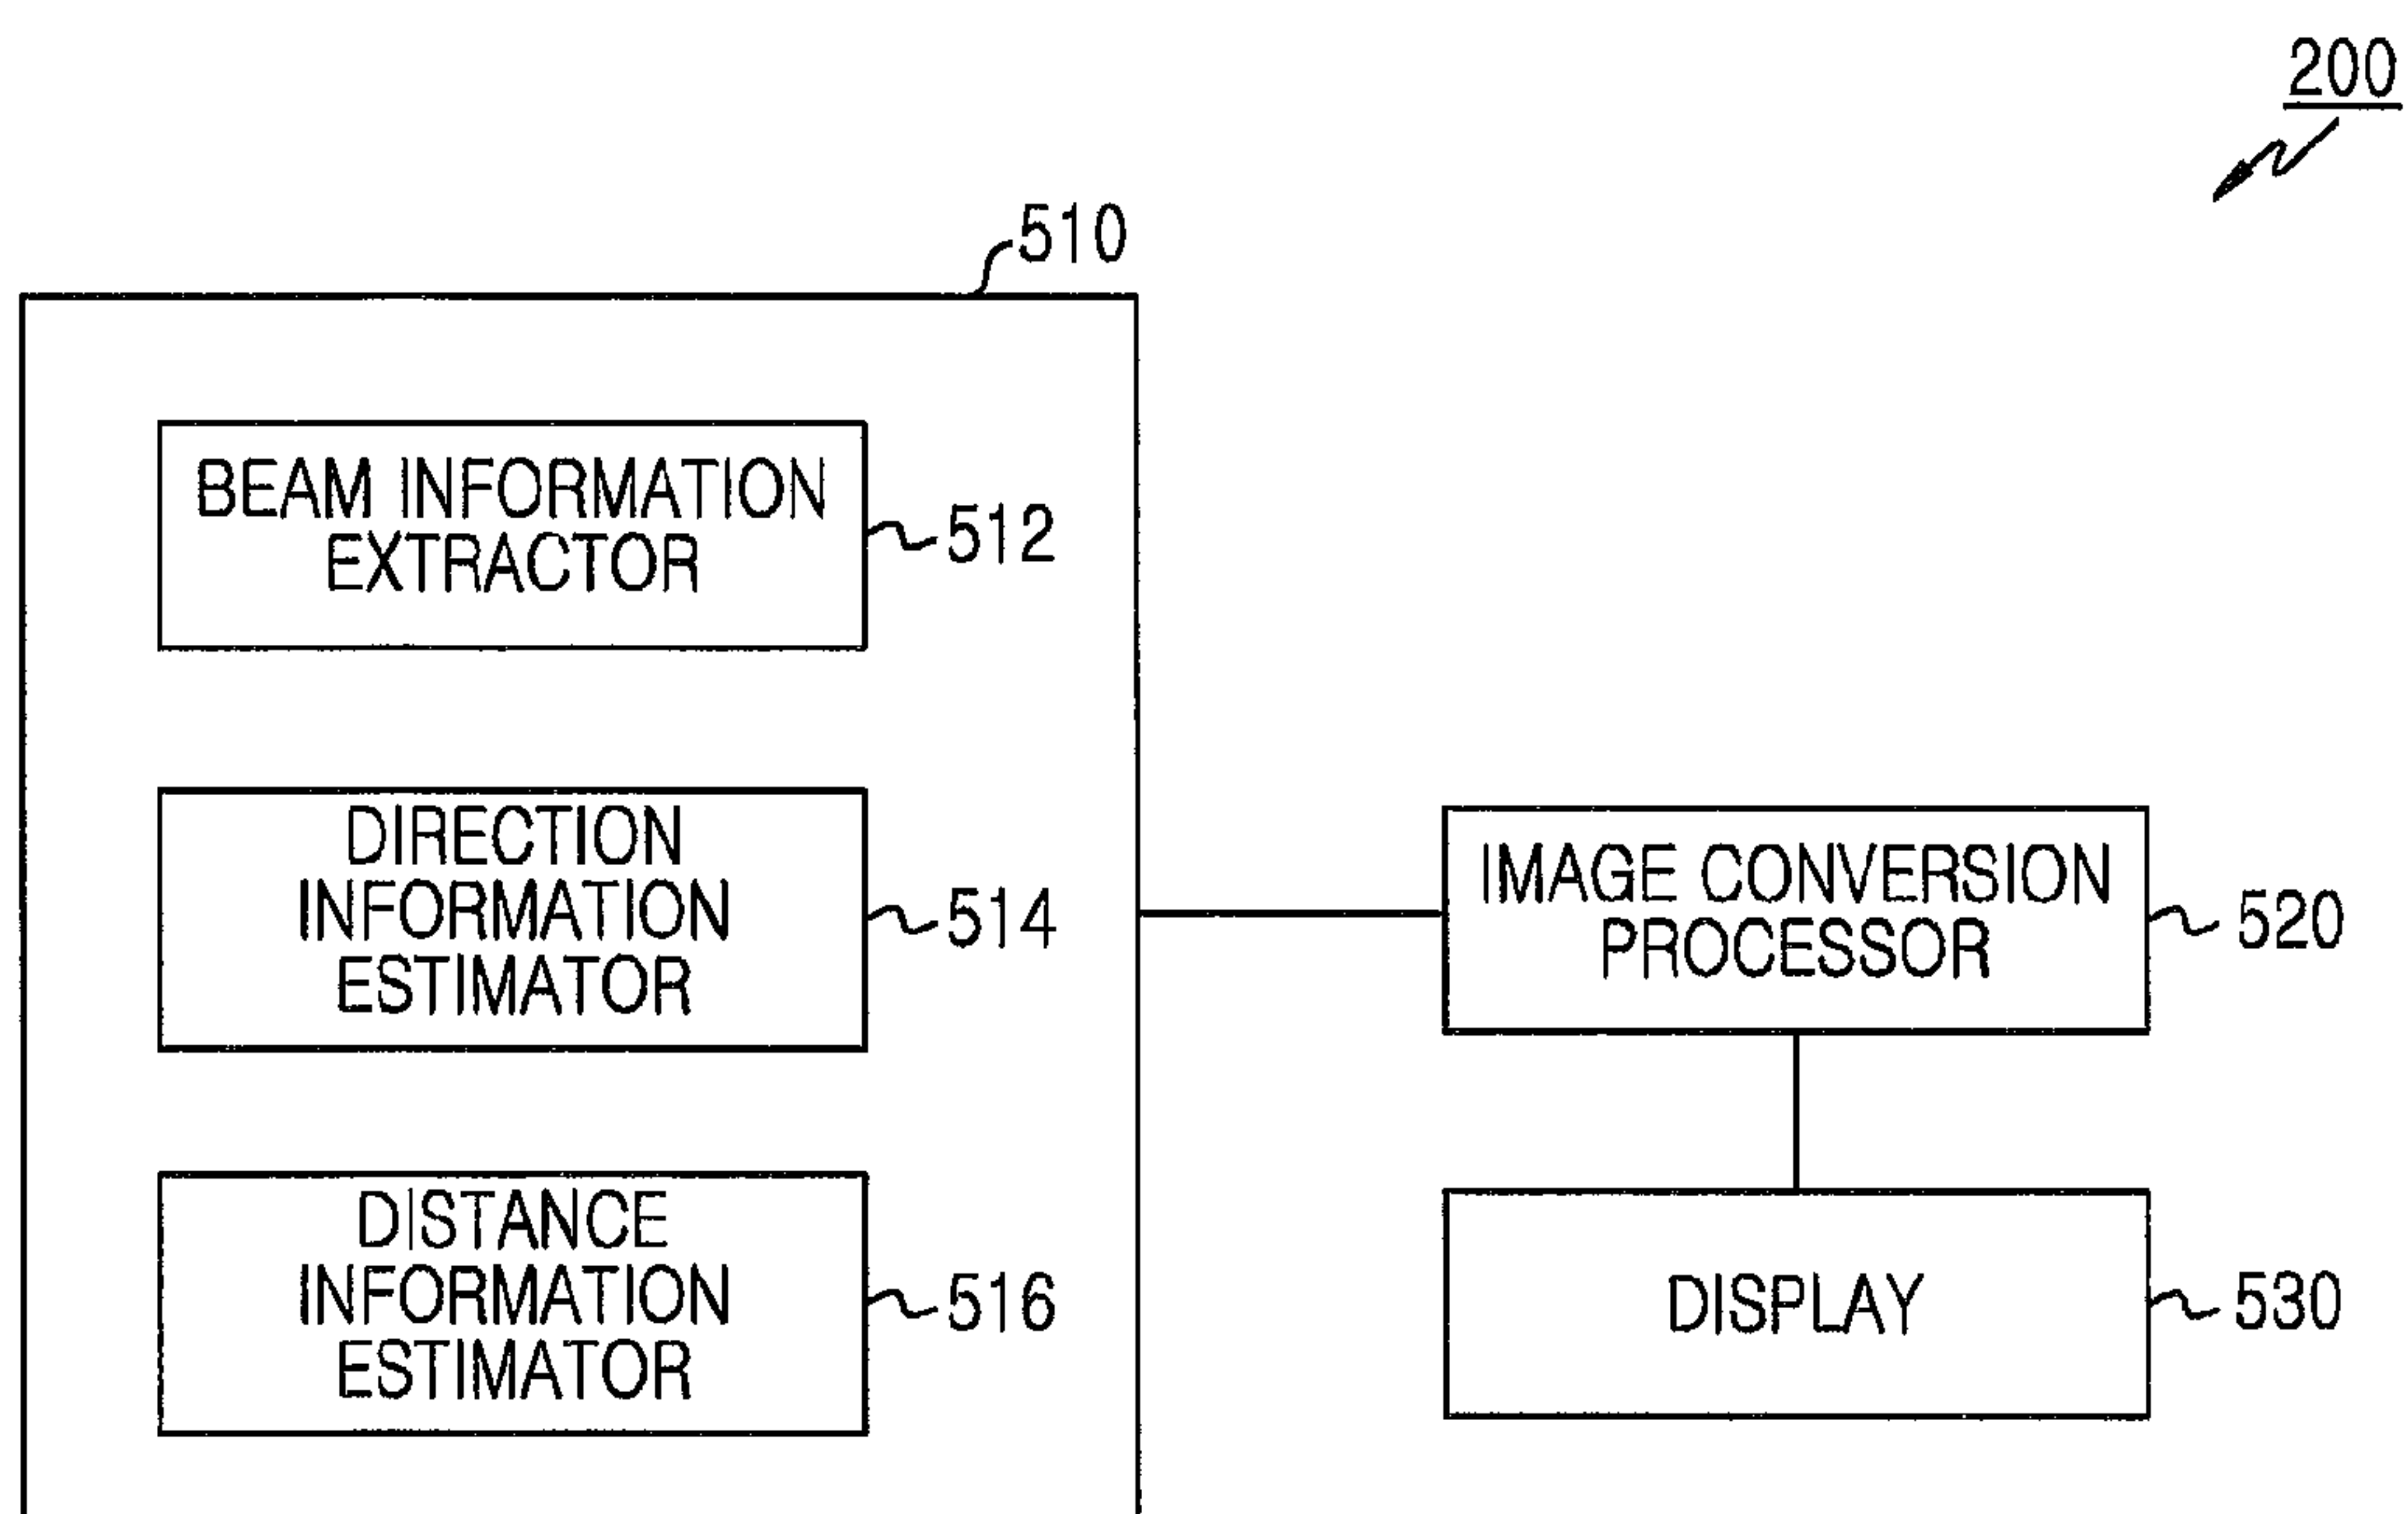 200
510
BEAM INFORMATION
EXTRACTOR
512
DIRECTION
INFORMATION
ESTIMATOR
514
DISTANCE
INFORMATION
ESTIMATOR
516
IMAGE CONVERSION
PROCESSOR
520
DISPLAY
530